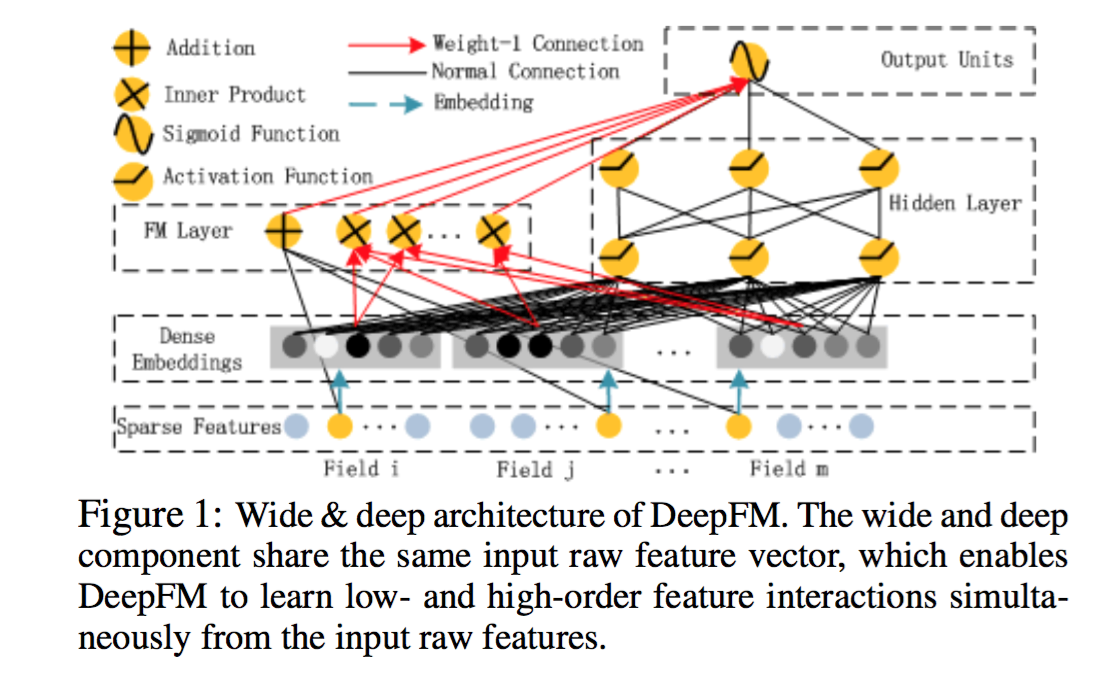 Addition
Weight-1 Connection
Output Units
Normal Connection
Inner Product
Embedding
Sigmoid Function
Activation Function
Hidden Layer
FM Layer
...
Dense
Embeddings
...
Sparse Features
... ... ... ...
Field i
Field j
...
Field m
Figure 1: Wide & deep architecture of DeepFM. The wide and deep
component share the same input raw feature vector, which enables
DeepFM to learn low- and high-order feature interactions simulta-
neously from the input raw features.